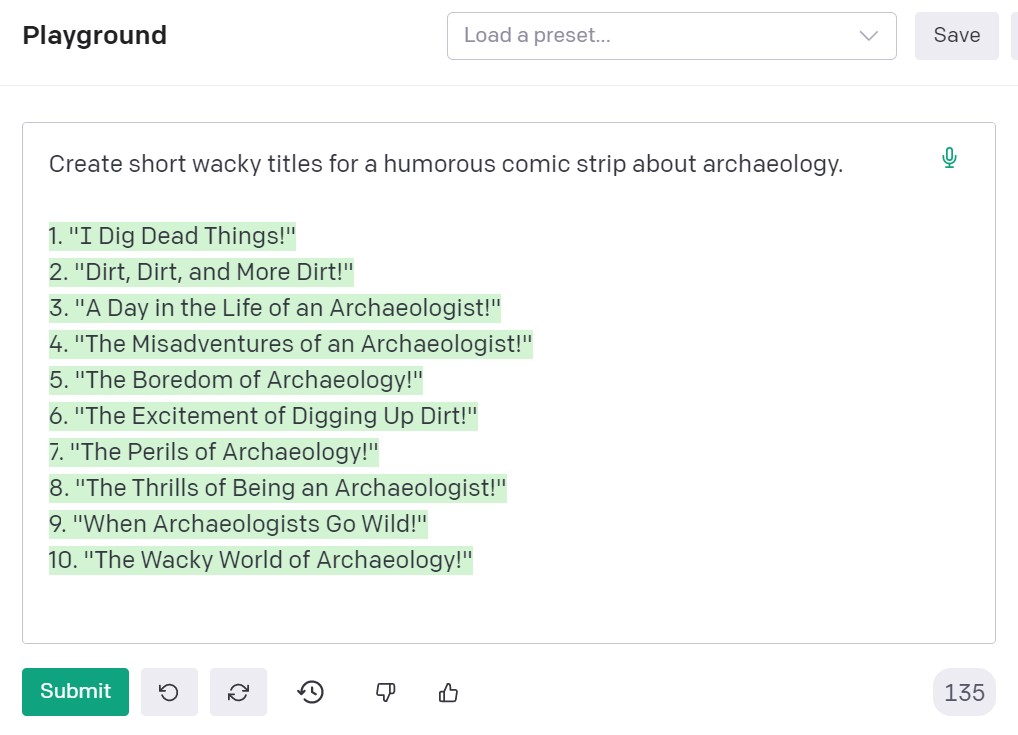 Playground
Load a preset...
Save
Create short wacky titles for a humorous comic strip about archaeology.
1. "I Dig Dead Things!"
2. "Dirt, Dirt, and More Dirt!"
3. "A Day in the Life of an Archaeologist!"
4. "The Misadventures of an Archaeologist!"
5. "The Boredom of Archaeology!"
6. "The Excitement of Digging Up Dirt!"
7. "The Perils of Archaeology!"
8. "The Thrills of Being an Archaeologist!"
9. "When Archaeologists Go Wild!"
10. "The Wacky World of Archaeology!"
Submit
135